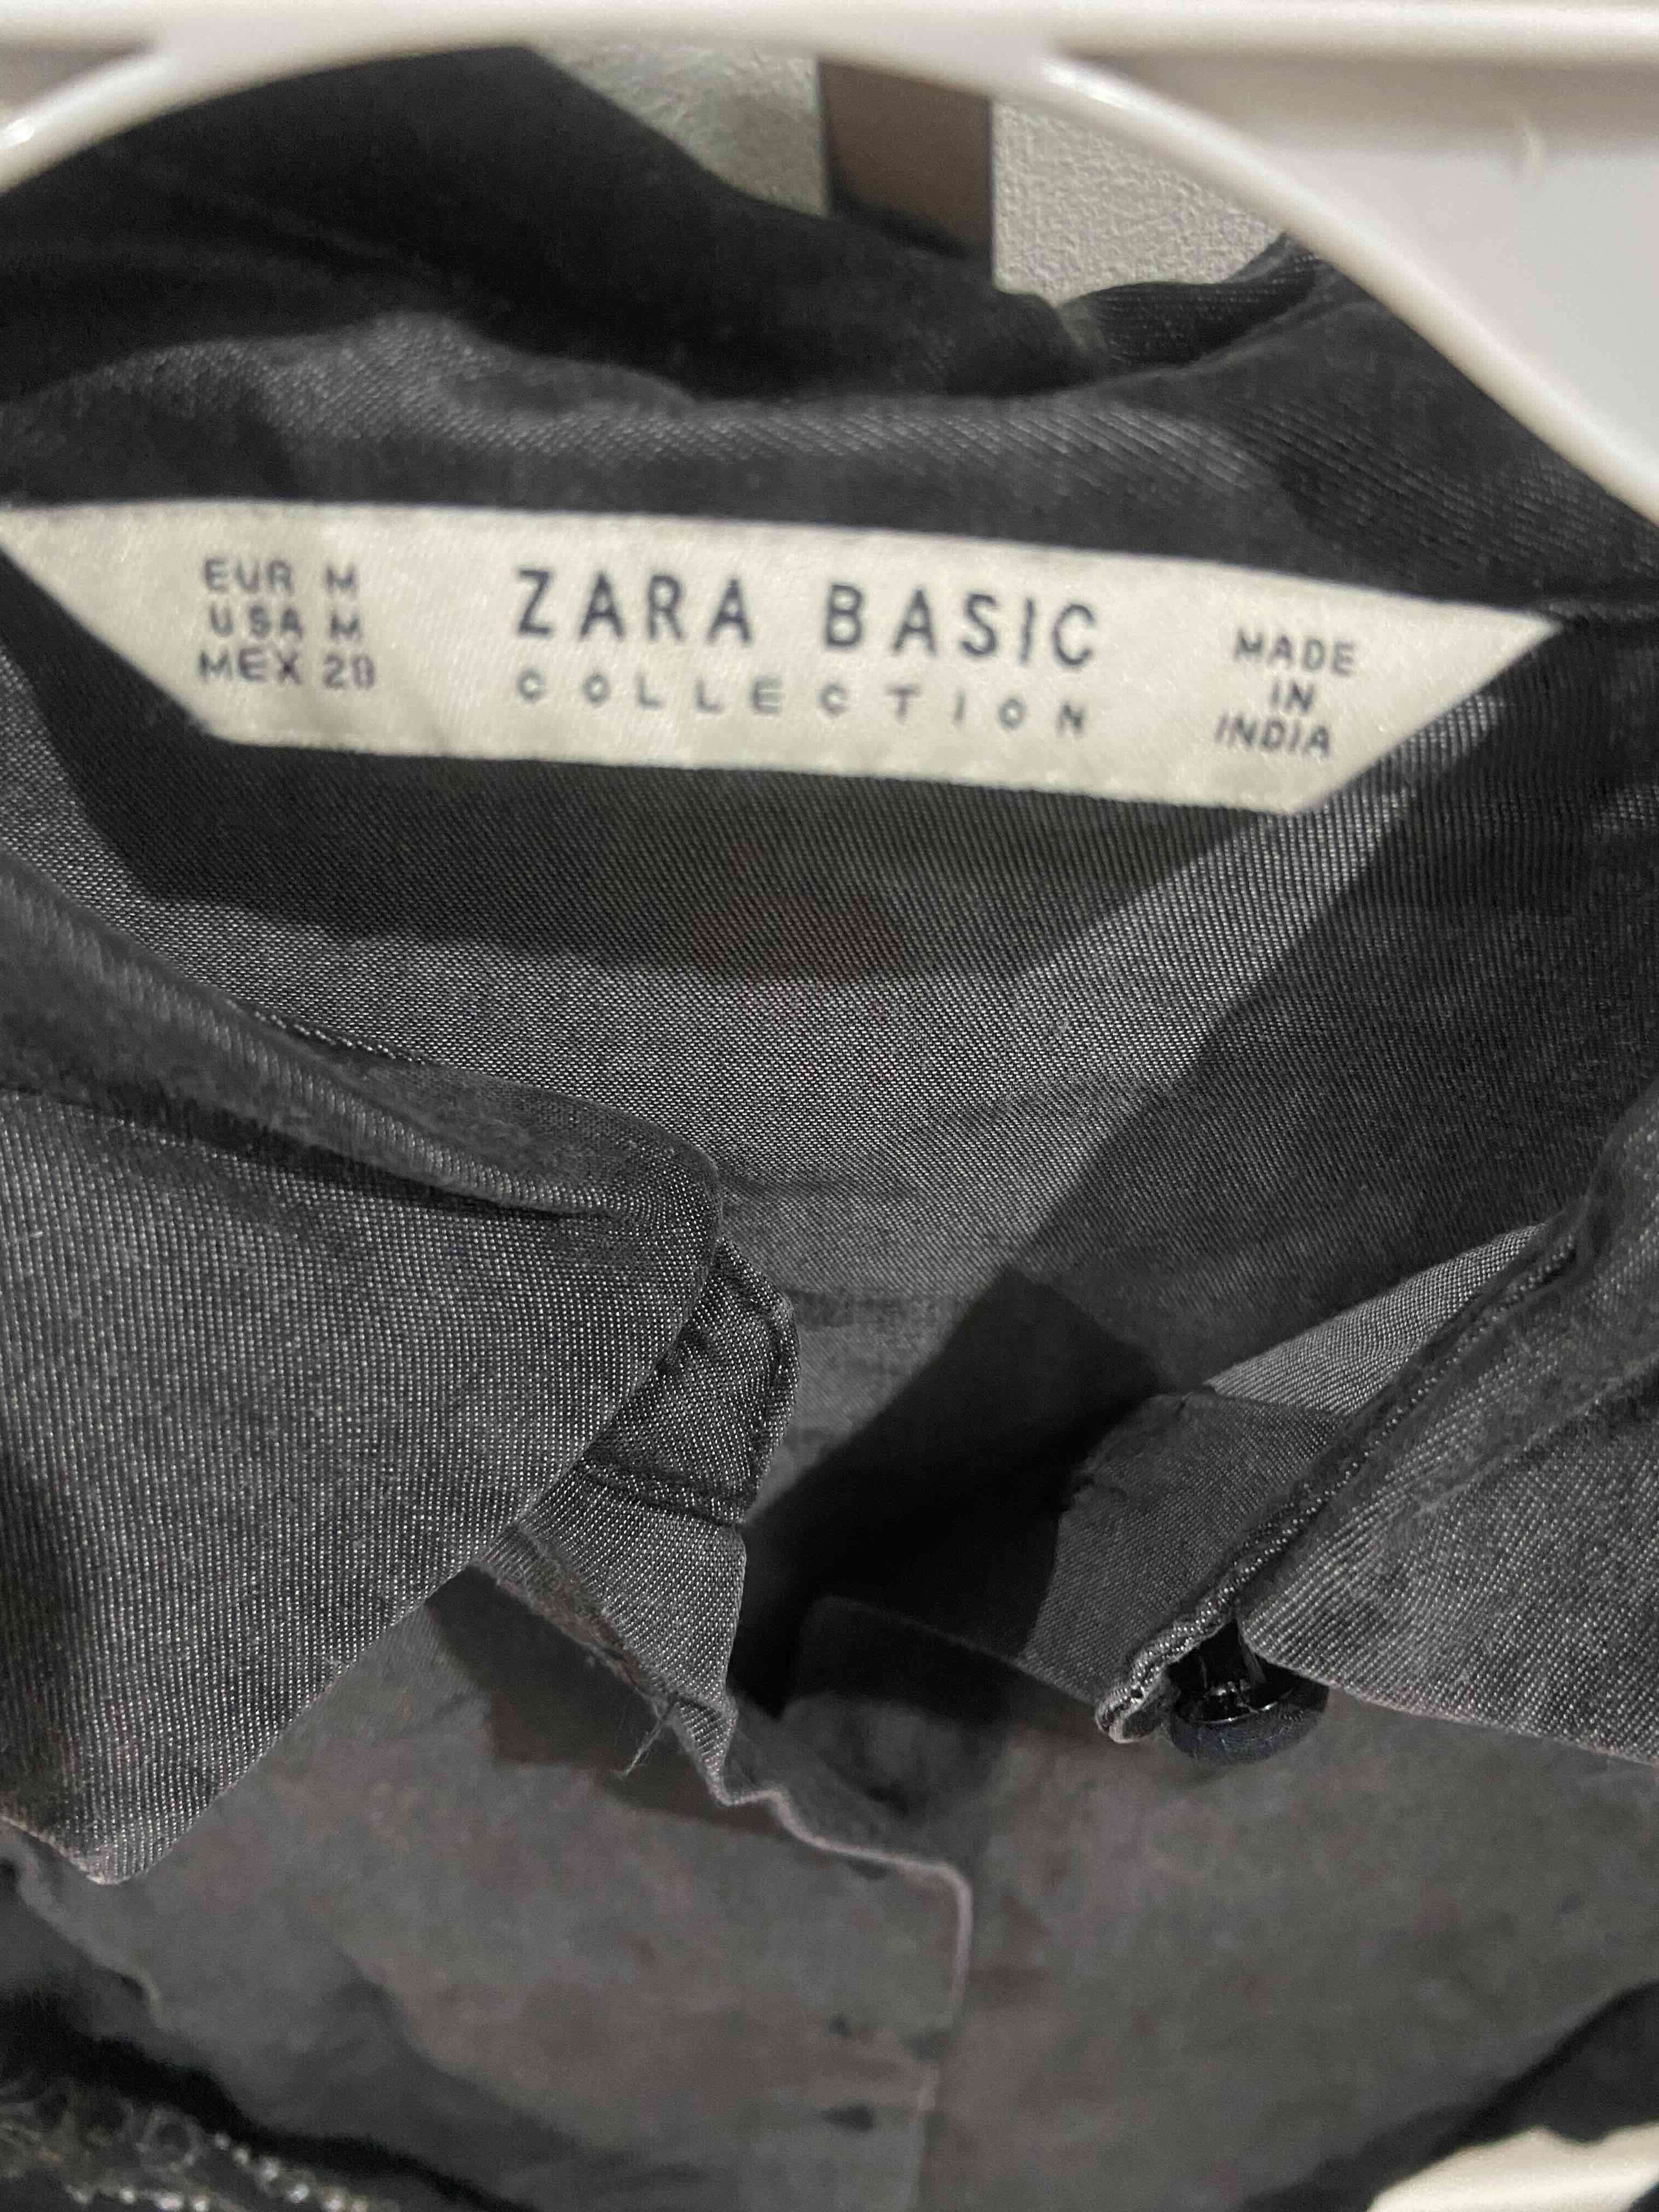 EUR M
USA M
MEX 28
ZARA BASIC
COLLECTION
MADE
IN
INDIA